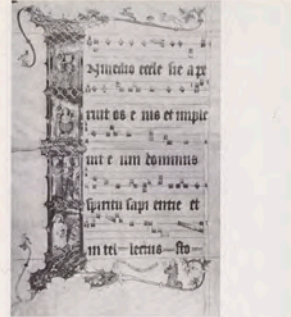 N medio eccle sie a pe
ruit os e ius et imple
uit e um dominus
spiritu sapi entie et
in tel lectus sto